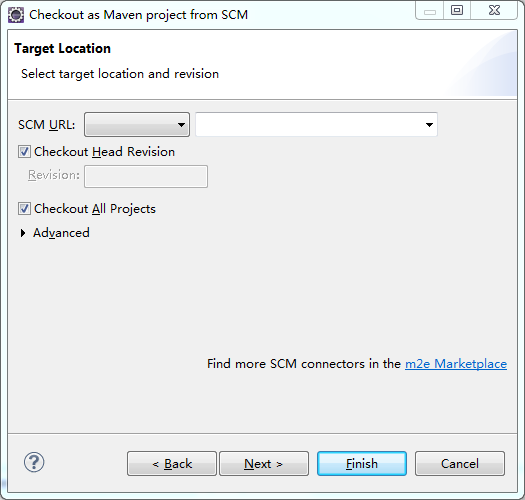 Checkout as Maven project from SCM
Target Location
Select target location and revision
SCM URL:
Checkout Head Revision
Revision:
Checkout All Projects
Advanced
Find more SCM connectors in the m2e Marketplace
? < Back Next > Finish Cancel